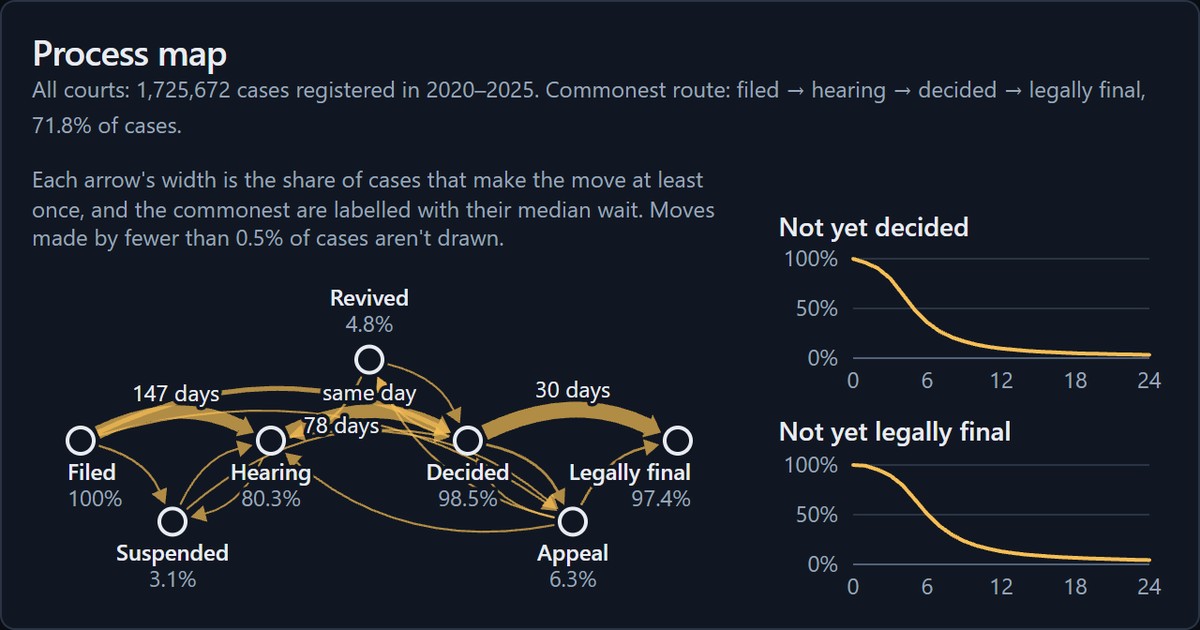 Process map
All courts: 1,725,672 cases registered in 2020–2025. Commonest route: filed → hearing → decided → legally final,
71.8% of cases.
Each arrow's width is the share of cases that make the move at least
once, and the commonest are labelled with their median wait. Moves
made by fewer than 0.5% of cases aren't drawn.
Revived
4.8%
147 days
same day
30 days
78 days
Filed
100%
Hearing
80.3%
Decided
98.5%
Legally final
97.4%
Suspended
3.1%
Appeal
6.3%
Not yet decided
100%
50%
0%
0 6 12 18 24
Not yet legally final
100%
50%
0%
0 6 12 18 24